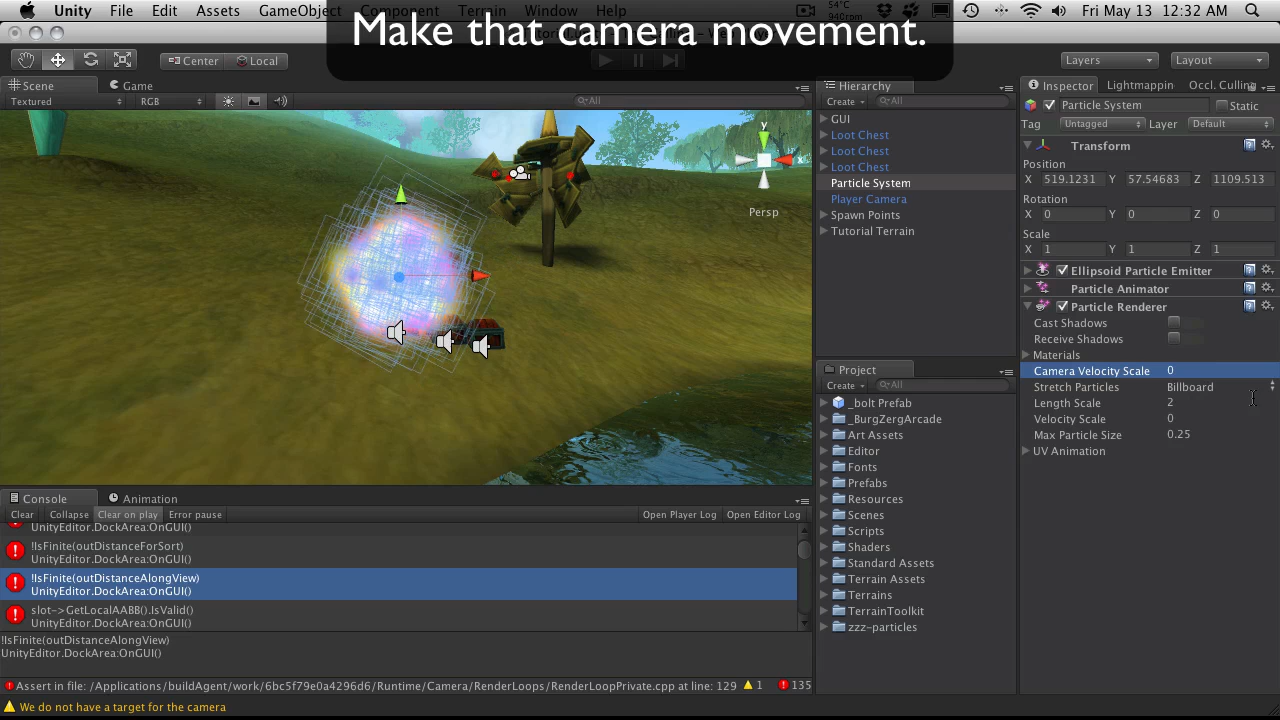 Unity File Edit Assets GameObject Component Terrain Window Help 54°C 940rpm Fri May 13 12:32 AM
Make that camera movement.
Center Local Layers Layout
Scene Game Hierarchy Inspector Lightmappin Occl. Culling
Textured RGB All Create All
Particle System Static
Tag Untagged Layer Default
GUI
Loot Chest
Loot Chest
Loot Chest
Particle System
Player Camera
Spawn Points
Tutorial Terrain
y
x
Persp
Transform
Position
X 519.1231 Y 57.54683 Z 1109.513
Rotation
X 0 Y 0 Z 0
Scale
X 1 Y 1 Z 1
Ellipsoid Particle Emitter
Particle Animator
Particle Renderer
Cast Shadows
Receive Shadows
Materials
Camera Velocity Scale 0
Stretch Particles Billboard
Length Scale 2
Velocity Scale 0
Max Particle Size 0.25
UV Animation
Project
Create All
_bolt Prefab
_BurgZergArcade
Art Assets
Editor
Fonts
Prefabs
Resources
Scenes
Scripts
Shaders
Standard Assets
Terrain Assets
Terrains
TerrainToolkit
zzz-particles
Console Animation
Clear Collapse Clear on play Error pause Open Player Log Open Editor Log
UnityEditor.DockArea:OnGUI()
!IsFinite(outDistanceForSort)
UnityEditor.DockArea:OnGUI()
!IsFinite(outDistanceAlongView)
UnityEditor.DockArea:OnGUI()
slot->GetLocalAABB().IsValid()
UnityEditor.DockArea:OnGUI()
!IsFinite(outDistanceAlongView)
UnityEditor.DockArea:OnGUI()
Assert in file: /Applications/buildAgent/work/6bc5f79e0a4296d6/Runtime/Camera/RenderLoops/RenderLoopPrivate.cpp at line: 129 1 135
We do not have a target for the camera